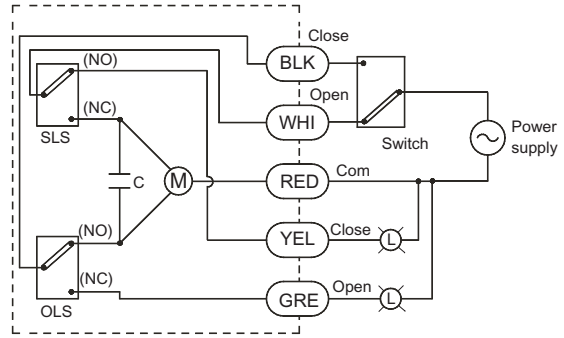 Close
(NO)
BLK
(NC)
Open
WHI
SLS
Switch
Power
supply
C
M
RED
Com
(NO)
YEL
Close
L
(NC)
GRE
Open
L
OLS